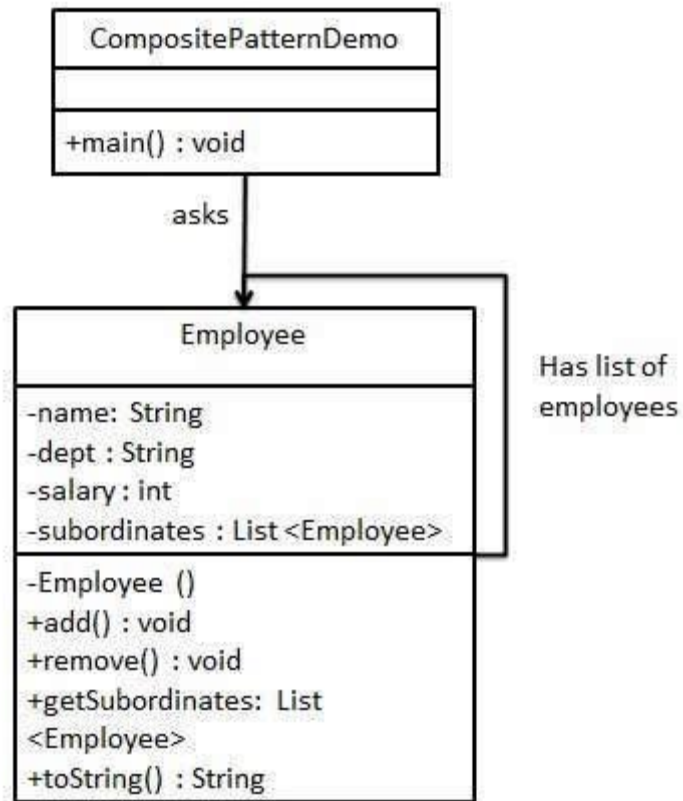 CompositePatternDemo
+main() : void
asks
Employee
Has list of
employees
-name: String
-dept : String
-salary : int
-subordinates : List <Employee>
-Employee ()
+add() : void
+remove() : void
+getSubordinates: List
<Employee>
+toString() : String